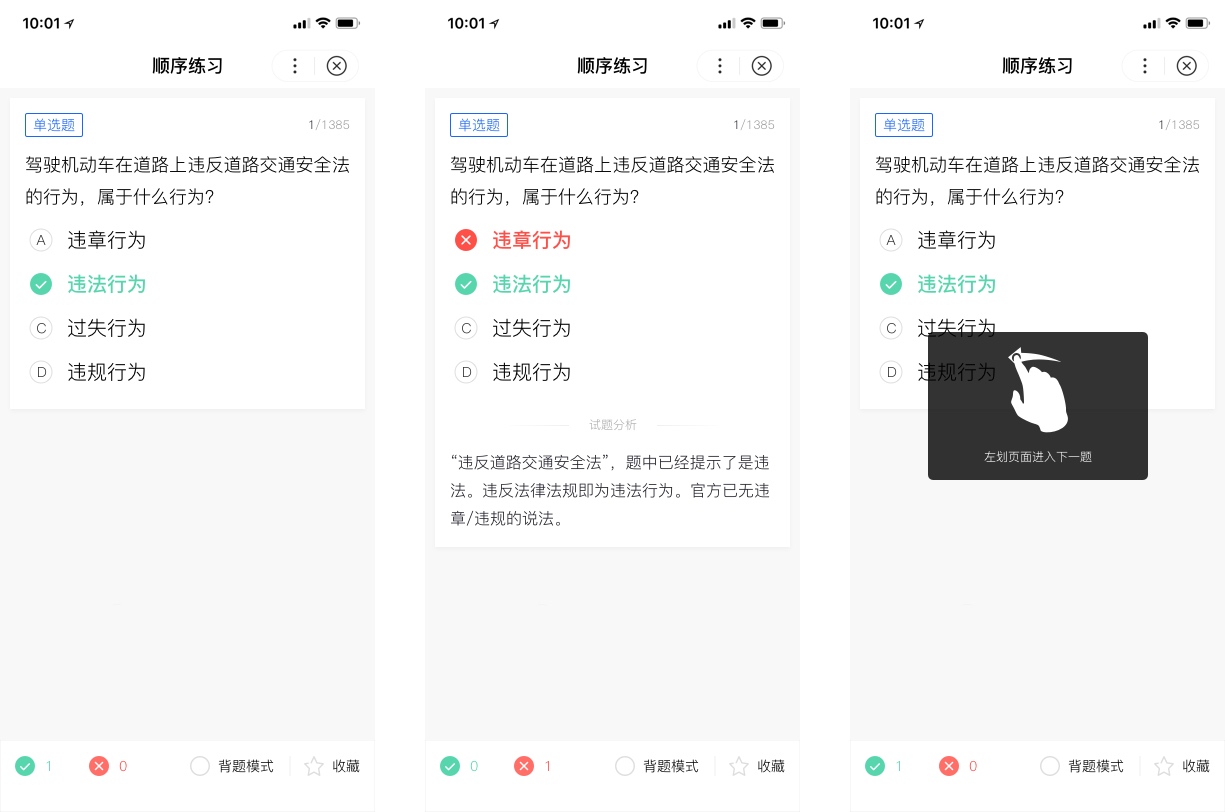 10:01
顺序练习
单选题
1/1385
驾驶机动车在道路上违反道路交通安全法
的行为，属于什么行为？
A 违章行为
违法行为
C 过失行为
D 违规行为
1
0
背题模式
收藏
10:01
顺序练习
单选题
1/1385
驾驶机动车在道路上违反道路交通安全法
的行为，属于什么行为？
违章行为
违法行为
C 过失行为
D 违规行为
试题分析
“违反道路交通安全法”，题中已经提示了是违
法。违反法律法规即为违法行为。官方已无违
章/违规的说法。
0
1
背题模式
收藏
10:01
顺序练习
单选题
1/1385
驾驶机动车在道路上违反道路交通安全法
的行为，属于什么行为？
A 违章行为
违法行为
C 过失行为
D 违规行为
左划页面进入下一题
1
0
背题模式
收藏